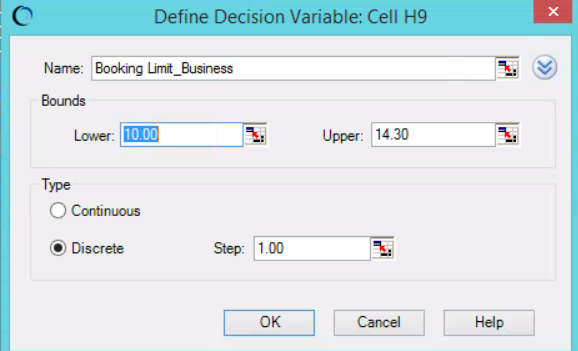 Define Decision Variable: Cell H9
Name: Booking Limit_Business
Bounds
Lower: 10.00 Upper: 14.30
Type
Continuous
Discrete Step: 1.00
OK Cancel Help